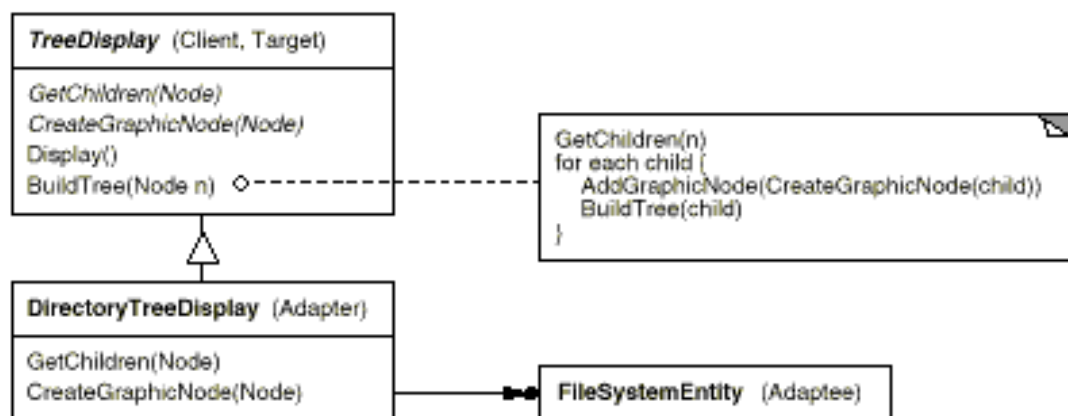 TreeDisplay (Client, Target)
GetChildren(Node)
CreateGraphicNode(Node)
Display()
BuildTree(Node n)
GetChildren(n)
for each child {
AddGraphicNode(CreateGraphicNode(child))
BuildTree(child)
}
DirectoryTreeDisplay (Adapter)
GetChildren(Node)
CreateGraphicNode(Node)
FileSystemEntity (Adaptee)